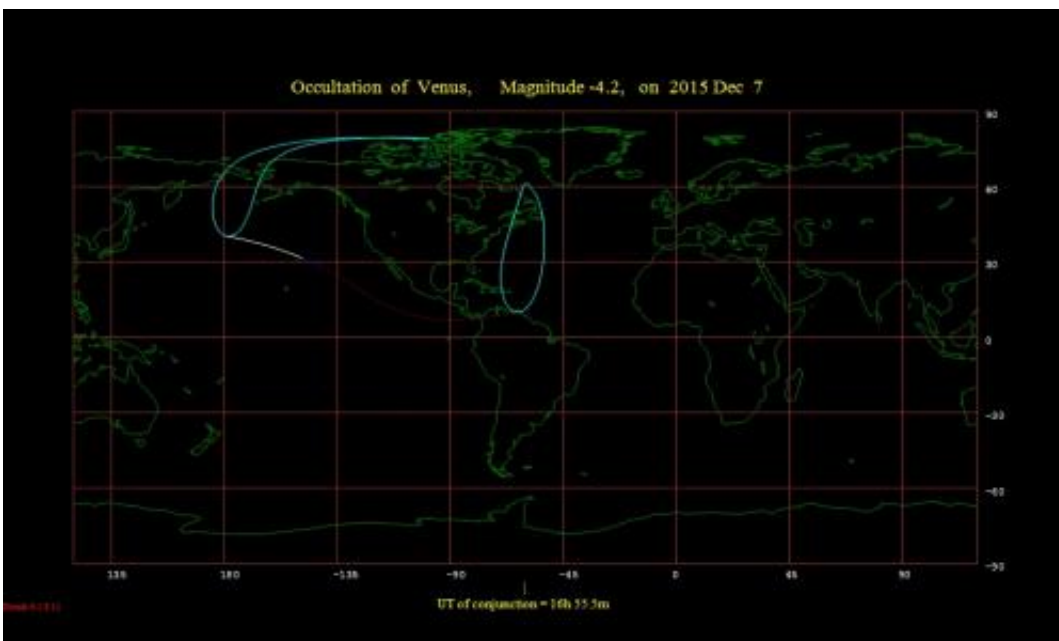 Occultation of Venus, Magnitude -4.2, on 2015 Dec 7
90
60
30
0
-30
-60
-90
135 180 -135 -90 -45 0 45 90
UT of conjunction = 16h 55.5m